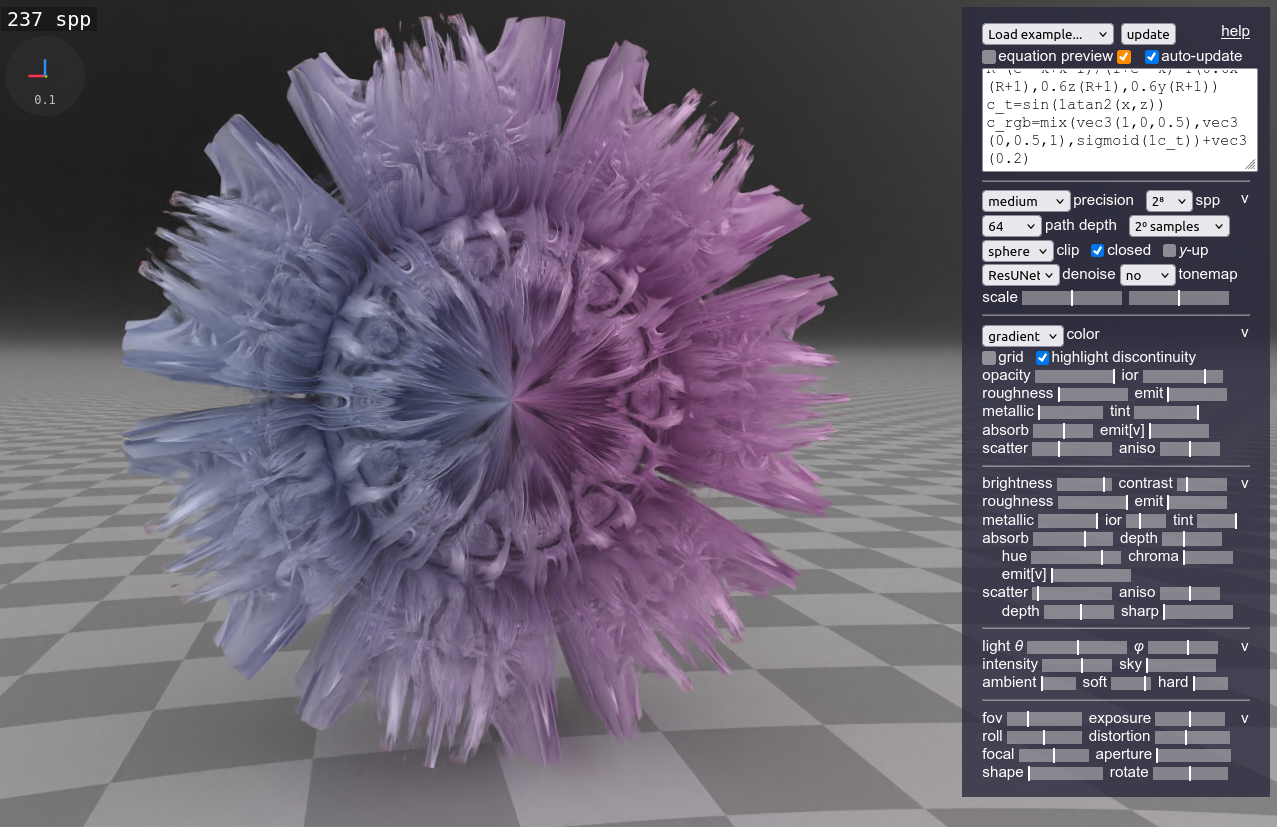 237 spp
0.1
Load example... update help
equation preview auto-update
(R+1),0.6z(R+1),0.6y(R+1))
c_t=sin(1atan2(x,z))
c_rgb=mix(vec3(1,0,0.5),vec3
(0,0.5,1),sigmoid(1c_t))+vec3
(0.2)
medium precision 2⁸ spp v
64 path depth 2⁰ samples
sphere clip closed y-up
ResUNet denoise no tonemap
scale
gradient color v
grid highlight discontinuity
opacity ior
roughness emit
metallic tint
absorb emit[v]
scatter aniso
brightness contrast v
roughness emit
metallic ior tint
absorb depth
hue chroma
emit[v]
scatter aniso
depth sharp
light θ φ v
intensity sky
ambient soft hard
fov exposure v
roll distortion
focal aperture
shape rotate